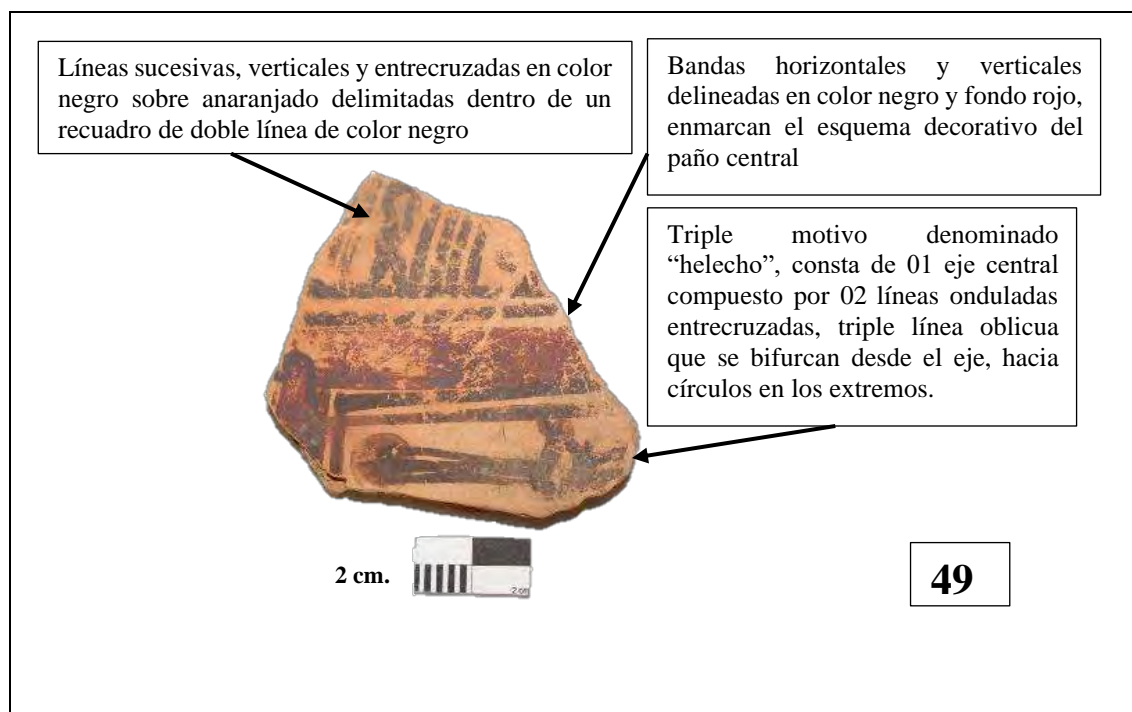 Líneas sucesivas, verticales y entrecruzadas en color
negro sobre anaranjado delimitadas dentro de un
recuadro de doble línea de color negro
Bandas horizontales y verticales
delineadas en color negro y fondo rojo,
enmarcan el esquema decorativo del
paño central
Triple motivo denominado
“helecho”, consta de 01 eje central
compuesto por 02 líneas onduladas
entrecruzadas, triple línea oblicua
que se bifurcan desde el eje, hacia
círculos en los extremos.
2 cm.
2 cm
49